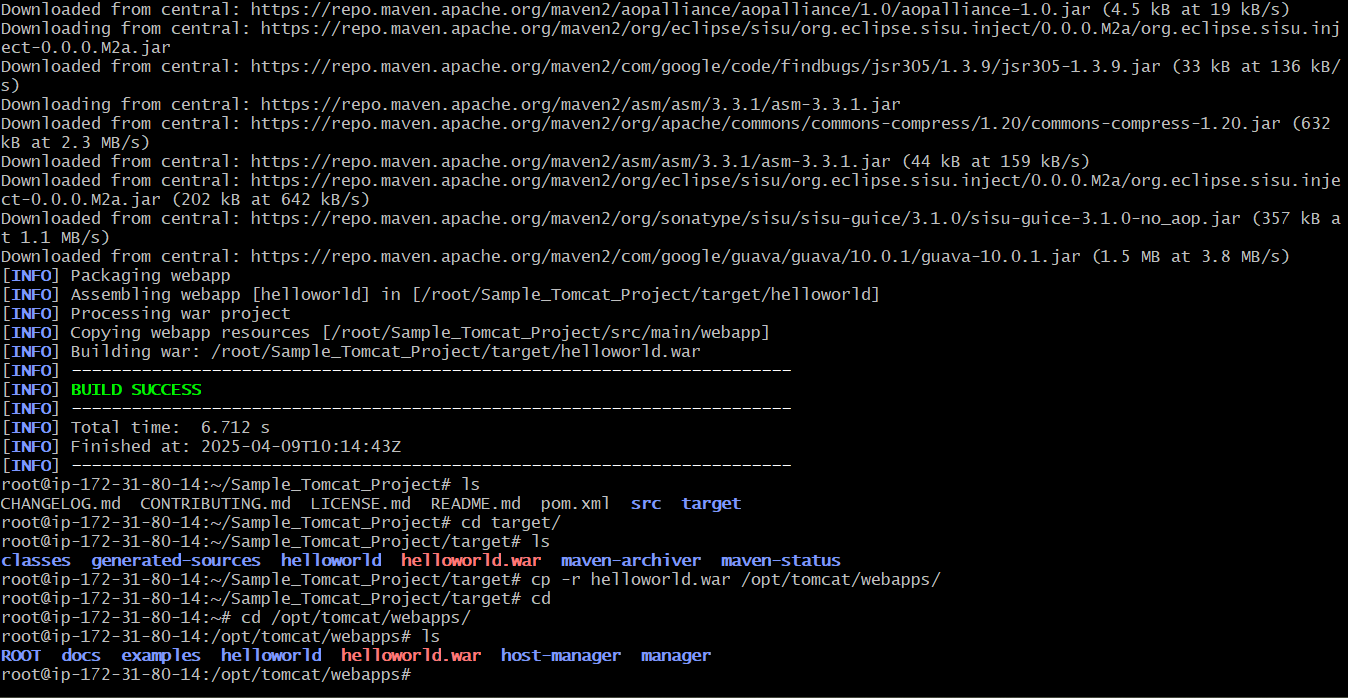 Downloaded from central: https://repo.maven.apache.org/maven2/aopalliance/aopalliance/1.0/aopalliance-1.0.jar (4.5 kB at 19 kB/s)
Downloading from central: https://repo.maven.apache.org/maven2/org/eclipse/sisu/org.eclipse.sisu.inject/0.0.0.M2a/org.eclipse.sisu.inj
ect-0.0.0.M2a.jar
Downloaded from central: https://repo.maven.apache.org/maven2/com/google/code/findbugs/jsr305/1.3.9/jsr305-1.3.9.jar (33 kB at 136 kB/
s)
Downloading from central: https://repo.maven.apache.org/maven2/asm/asm/3.3.1/asm-3.3.1.jar
Downloaded from central: https://repo.maven.apache.org/maven2/org/apache/commons/commons-compress/1.20/commons-compress-1.20.jar (632
kB at 2.3 MB/s)
Downloaded from central: https://repo.maven.apache.org/maven2/asm/asm/3.3.1/asm-3.3.1.jar (44 kB at 159 kB/s)
Downloaded from central: https://repo.maven.apache.org/maven2/org/eclipse/sisu/org.eclipse.sisu.inject/0.0.0.M2a/org.eclipse.sisu.inje
ct-0.0.0.M2a.jar (202 kB at 642 kB/s)
Downloaded from central: https://repo.maven.apache.org/maven2/org/sonatype/sisu/sisu-guice/3.1.0/sisu-guice-3.1.0-no_aop.jar (357 kB a
t 1.1 MB/s)
Downloaded from central: https://repo.maven.apache.org/maven2/com/google/guava/guava/10.0.1/guava-10.0.1.jar (1.5 MB at 3.8 MB/s)
[INFO] Packaging webapp
[INFO] Assembling webapp [helloworld] in [/root/Sample_Tomcat_Project/target/helloworld]
[INFO] Processing war project
[INFO] Copying webapp resources [/root/Sample_Tomcat_Project/src/main/webapp]
[INFO] Building war: /root/Sample_Tomcat_Project/target/helloworld.war
[INFO] ------------------------------------------------------------------------
[INFO] BUILD SUCCESS
[INFO] ------------------------------------------------------------------------
[INFO] Total time:  6.712 s
[INFO] Finished at: 2025-04-09T10:14:43Z
[INFO] ------------------------------------------------------------------------
root@ip-172-31-80-14:~/Sample_Tomcat_Project# ls
CHANGELOG.md  CONTRIBUTING.md  LICENSE.md  README.md  pom.xml  src  target
root@ip-172-31-80-14:~/Sample_Tomcat_Project# cd target/
root@ip-172-31-80-14:~/Sample_Tomcat_Project/target# ls
classes  generated-sources  helloworld  helloworld.war  maven-archiver  maven-status
root@ip-172-31-80-14:~/Sample_Tomcat_Project/target# cp -r helloworld.war /opt/tomcat/webapps/
root@ip-172-31-80-14:~/Sample_Tomcat_Project/target# cd
root@ip-172-31-80-14:~# cd /opt/tomcat/webapps/
root@ip-172-31-80-14:/opt/tomcat/webapps# ls
ROOT  docs  examples  helloworld  helloworld.war  host-manager  manager
root@ip-172-31-80-14:/opt/tomcat/webapps#